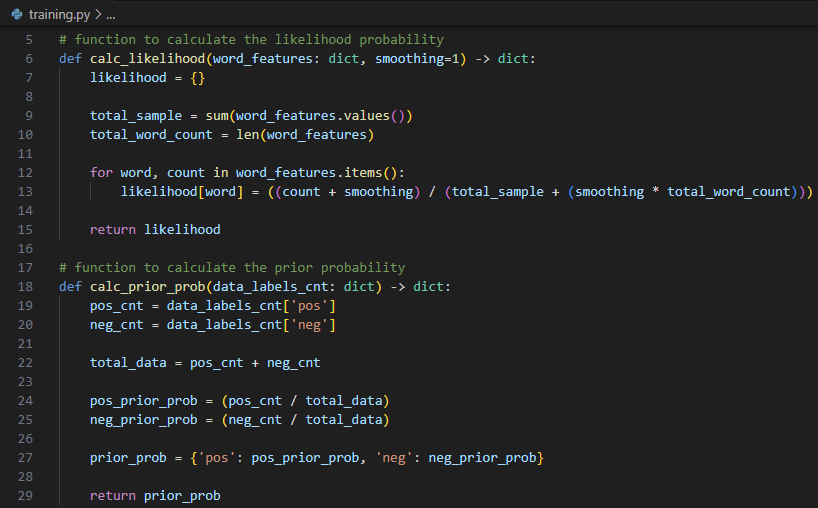 training.py > ...
5 # function to calculate the likelihood probability
6 def calc_likelihood(word_features: dict, smoothing=1) -> dict:
7     likelihood = {}
8
9     total_sample = sum(word_features.values())
10     total_word_count = len(word_features)
11
12     for word, count in word_features.items():
13         likelihood[word] = ((count + smoothing) / (total_sample + (smoothing * total_word_count)))
14
15     return likelihood
16
17 # function to calculate the prior probability
18 def calc_prior_prob(data_labels_cnt: dict) -> dict:
19     pos_cnt = data_labels_cnt['pos']
20     neg_cnt = data_labels_cnt['neg']
21
22     total_data = pos_cnt + neg_cnt
23
24     pos_prior_prob = (pos_cnt / total_data)
25     neg_prior_prob = (neg_cnt / total_data)
26
27     prior_prob = {'pos': pos_prior_prob, 'neg': neg_prior_prob}
28
29     return prior_prob